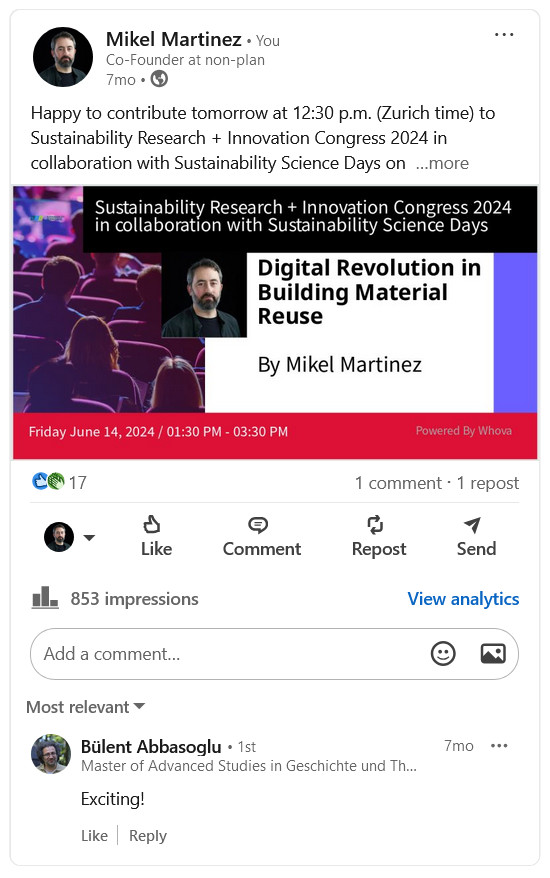 Mikel Martinez • You
Co-Founder at non-plan
7mo •
Happy to contribute tomorrow at 12:30 p.m. (Zurich time) to
Sustainability Research + Innovation Congress 2024 in
collaboration with Sustainability Science Days on ...more
Sustainability Research + Innovation Congress 2024
in collaboration with Sustainability Science Days
Digital Revolution in
Building Material
Reuse
By Mikel Martinez
Friday June 14, 2024 / 01:30 PM - 03:30 PM
Powered By Whova
17
1 comment · 1 repost
Like
Comment
Repost
Send
853 impressions
View analytics
Add a comment...
Most relevant
Bülent Abbasoglu • 1st
7mo
Master of Advanced Studies in Geschichte und Th...
Exciting!
Like
Reply